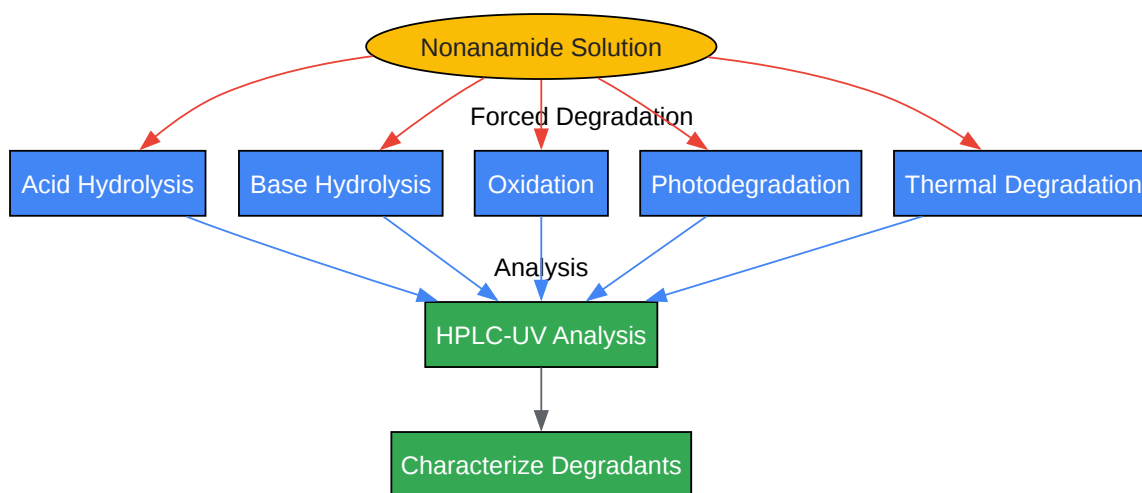 Nonanamide Solution
Forced Degradation
Acid Hydrolysis
Base Hydrolysis
Oxidation
Photodegradation
Thermal Degradation
Analysis
HPLC-UV Analysis
Characterize Degradants